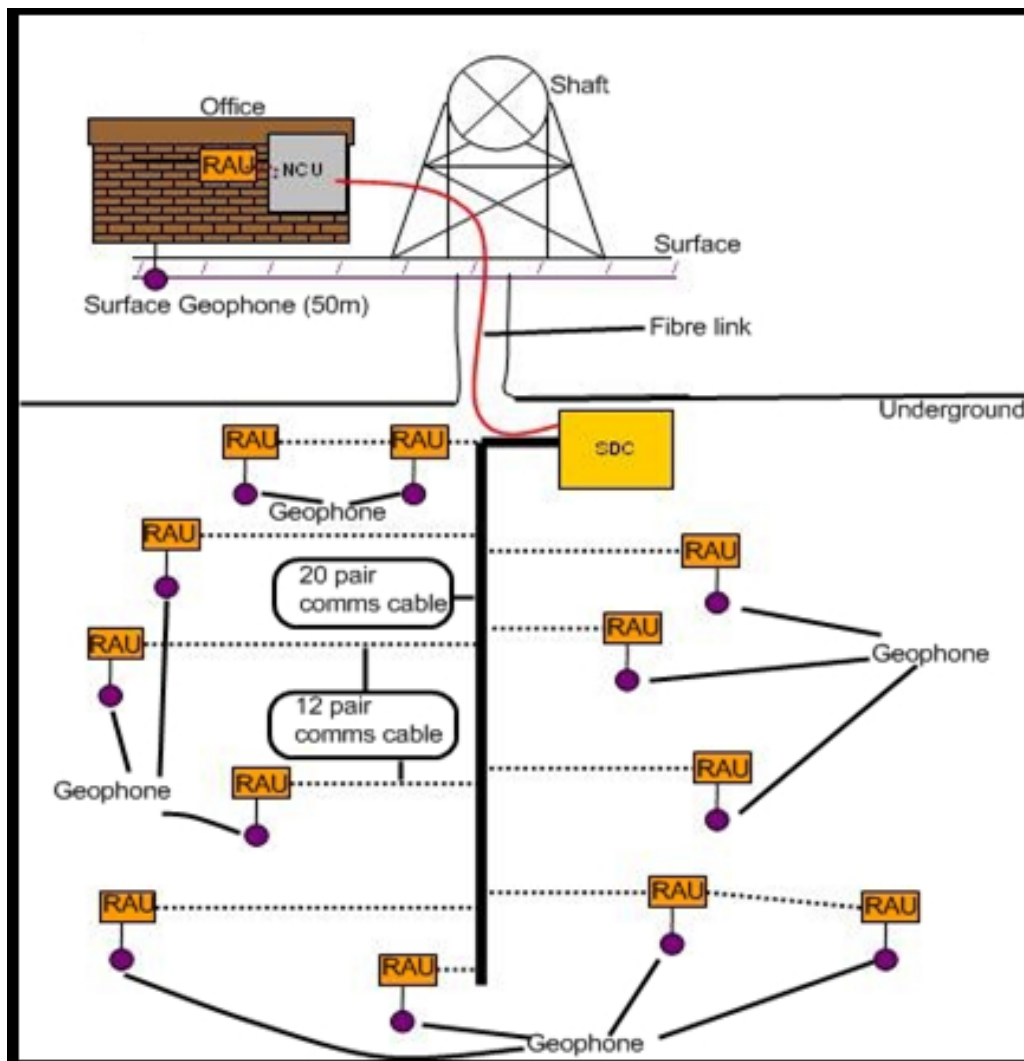 Shaft
Office
RAU
NCU
Surface
Surface Geophone (50m)
Fibre link
Underground
RAU
RAU
SDC
Geophone
RAU
RAU
20 pair
comms cable
RAU
RAU
Geophone
12 pair
comms cable
RAU
RAU
Geophone
RAU
RAU
RAU
RAU
Geophone